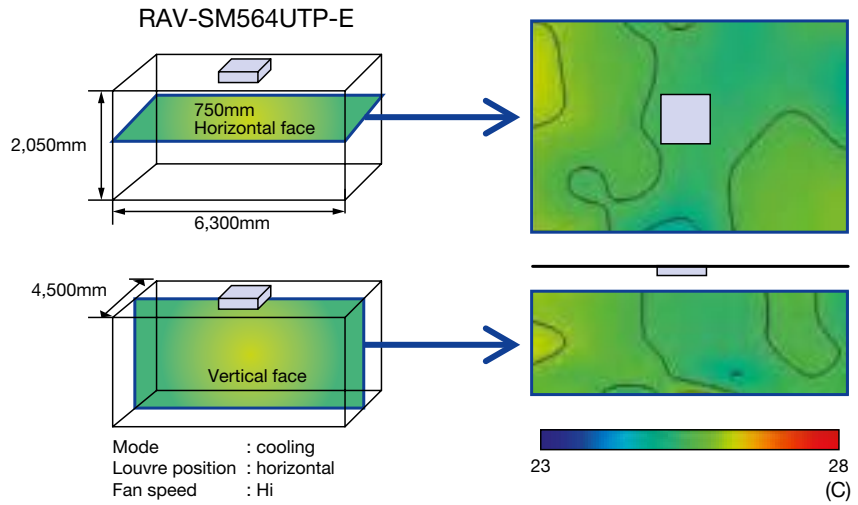 RAV-SM564UTP-E
750mm
Horizontal face
2,050mm
6,300mm
4,500mm
Vertical face
Mode : cooling
Louvre position : horizontal
Fan speed : Hi
23 28
(C)